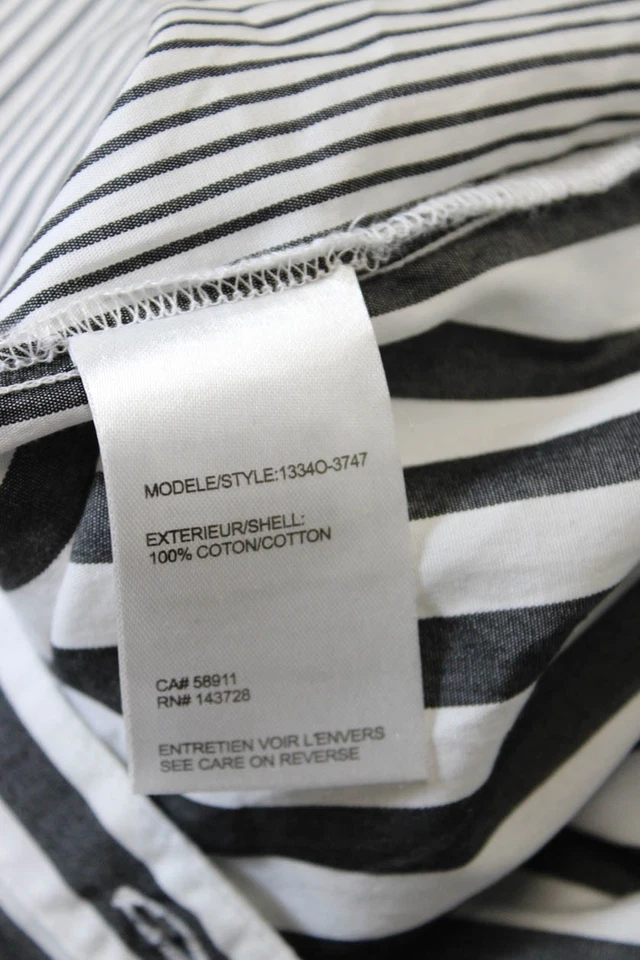 MODELE/STYLE:1334O-3747
EXTERIEUR/SHELL:
100% COTON/COTTON
CA# 58911
RN# 143728
ENTRETIEN VOIR L'ENVERS
SEE CARE ON REVERSE